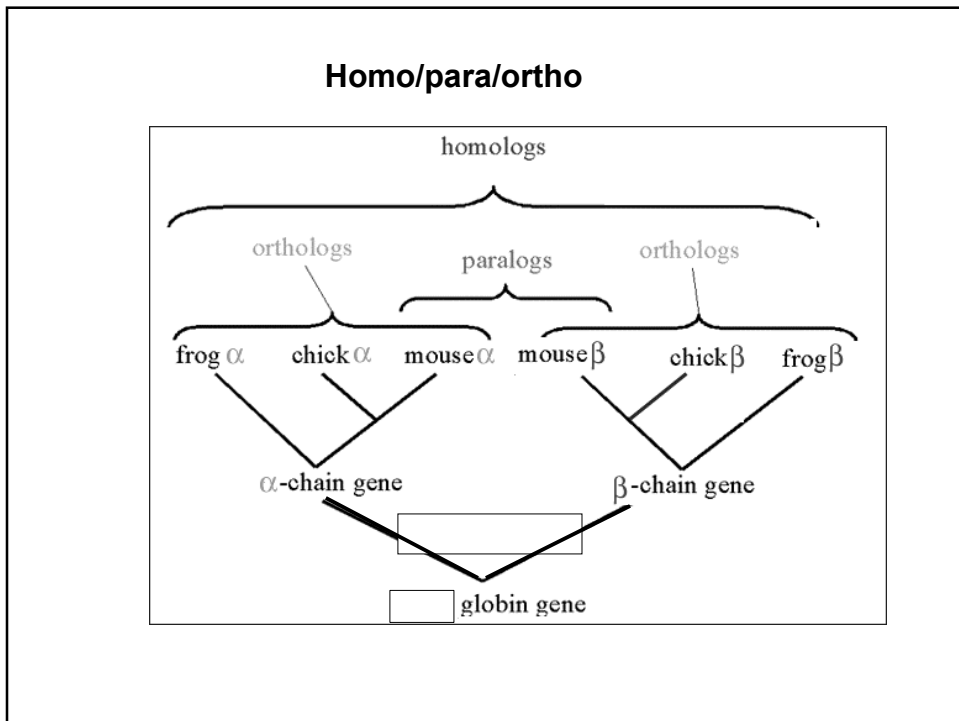 Homo/para/ortho
homologs
orthologs
paralogs
orthologs
frog α chick α mouse α mouse β chick β frog β
α-chain gene β-chain gene
globin gene